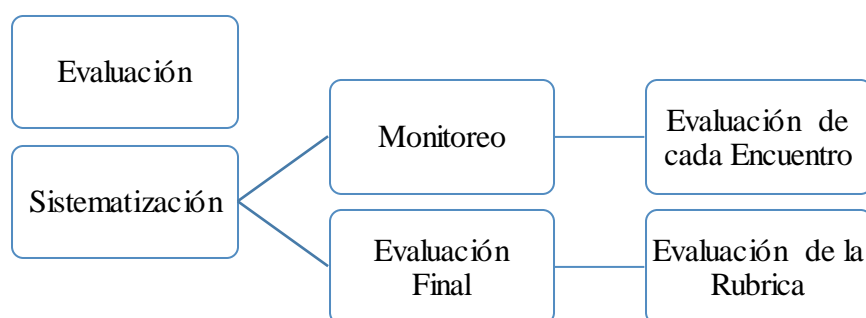 Evaluación
Sistematización
Monitoreo
Evaluación
Final
Evaluación de
cada Encuentro
Evaluación de la
Rubrica